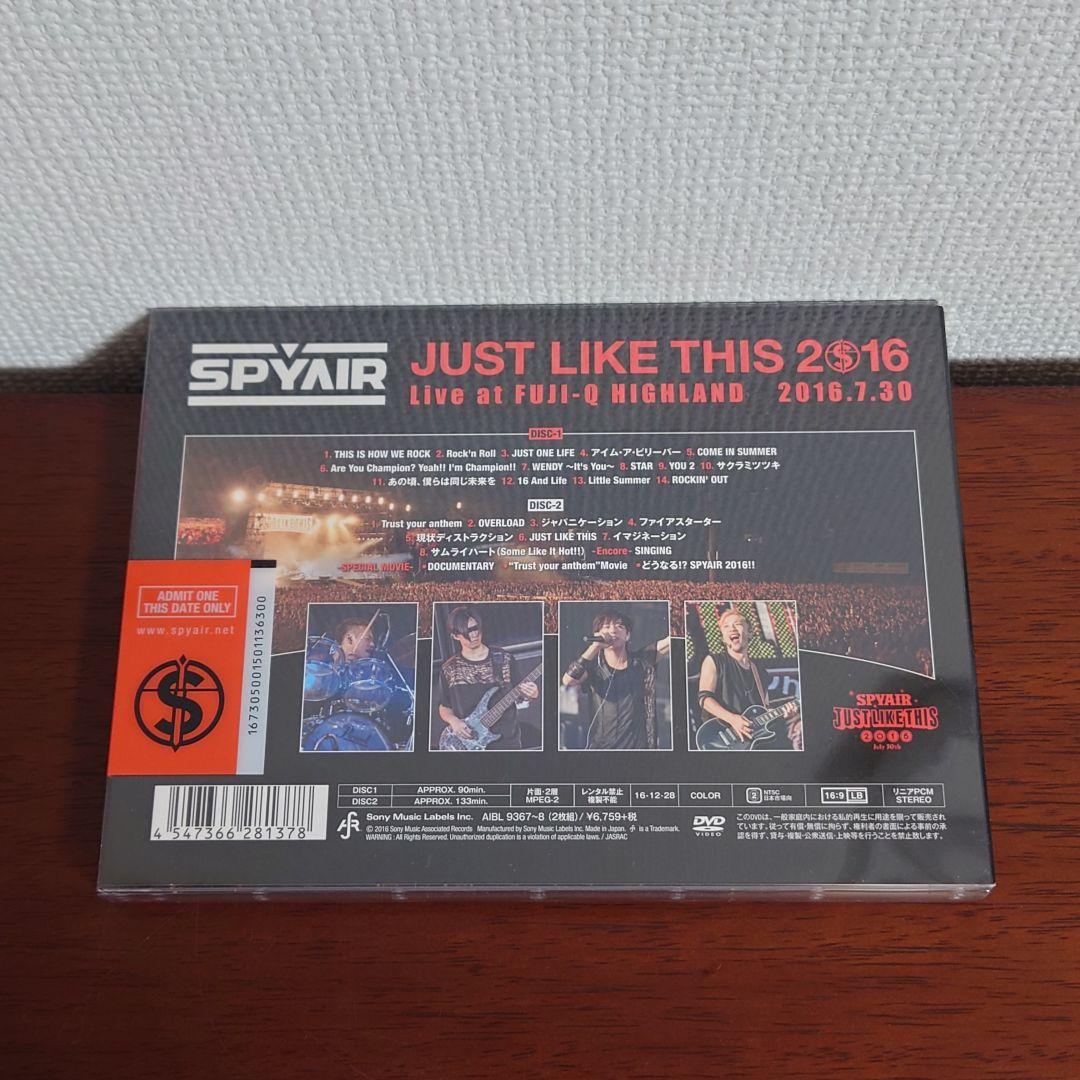 SPYAIR
JUST LIKE THIS 2016
Live at FUJI-Q HIGHLAND 2016.7.30
DISC-1
1. THIS IS HOW WE ROCK 2. Rock'n Roll 3. JUST ONE LIFE 4. アイム・ア・ビリーバー 5. COME IN SUMMER
6. Are You Champion? Yeah!! I'm Champion!! 7. WENDY ~It's You~ 8. STAR 9. YOU 2 10. サクラミツツキ
11. あの頃、僕らは同じ未来を 12. 16 And Life 13. Little Summer 14. ROCKIN' OUT
DISC-2
1. Trust your anthem 2. OVERLOAD 3. ジャパニケーション 4. ファイアスターター
5. 現状ディストラクション 6. JUST LIKE THIS 7. イマジネーション
8. サムライハート(Some Like It Hot!!) -Encore- SINGING
-SPECIAL MOVIE- •DOCUMENTARY •"Trust your anthem"Movie •どうなる!? SPYAIR 2016!!
JUST LIKE THIS
ADMIT ONE
THIS DATE ONLY
www.spyair.net
16730500150113 6300
SPYAIR
JUST LIKE THIS
2016
July 30th
4 547366 281378
DISC1 APPROX. 90min.
DISC2 APPROX. 133min.
片面・2層
MPEG-2
レンタル禁止
複製不能
16・12・28
COLOR
2 NTSC
日本市場向
16:9 LB
リニアPCM
STEREO
Sony Music Labels Inc. AIBL 9367~8 (2枚組) / ¥6,759+税
© 2016 Sony Music Associated Records Manufactured by Sony Music Labels Inc. Made in Japan. is a Trademark.
WARNING : All Rights Reserved. Unauthorized duplication is a violation of applicable laws. / JASRAC
DVD
VIDEO
このDVDは、一般家庭内における私的再生に用途を限って販売され
ています。従って有償・無償に拘らず、権利者の書面による事前の承
認を得ず、貸与・複製・公衆送信・上映等を行うことを禁止致します。